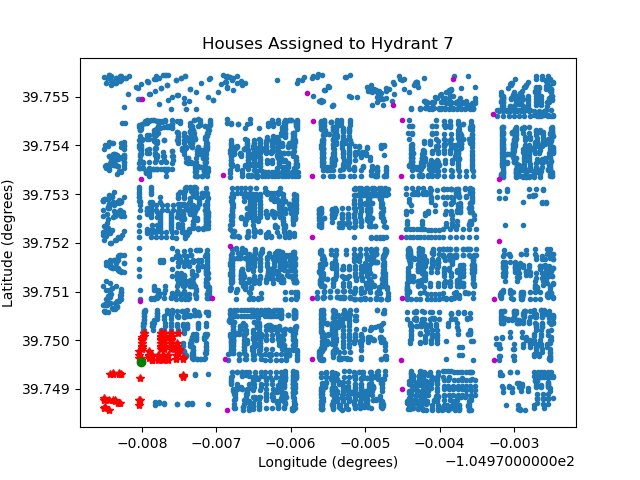 Houses Assigned to Hydrant 7
39.755
39.754
39.753
39.752
39.751
39.750
39.749
Latitude (degrees)
−0.008 −0.007 −0.006 −0.005 −0.004 −0.003
Longitude (degrees)
−1.04970000000e2